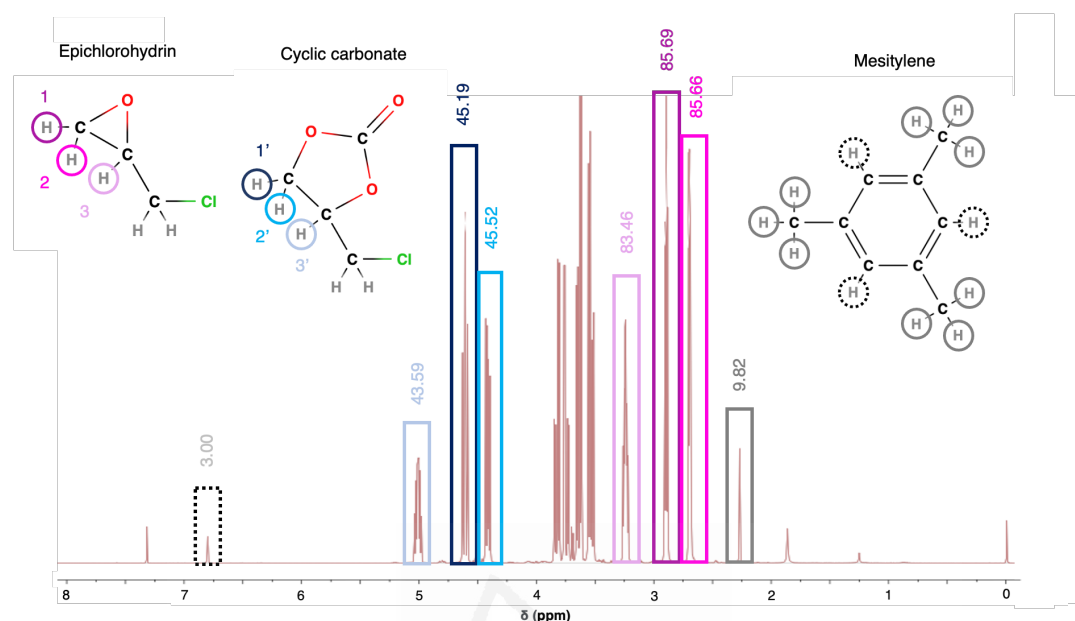 Epichlorohydrin
Cyclic carbonate
Mesitylene
1
O
H
C
H
2
C
H
3
C
Cl
H
H
O
O
C
1'
H
C
O
H
2'
C
H
3'
C
Cl
H
H
H
H
C
H
H
C
C
H
H
C
C
C
H
H
H
C
C
H
C
H
H
H
3.00
43.59
45.19
45.52
83.46
85.69
85.66
9.82
8
7
6
5
4
3
2
1
0
δ (ppm)